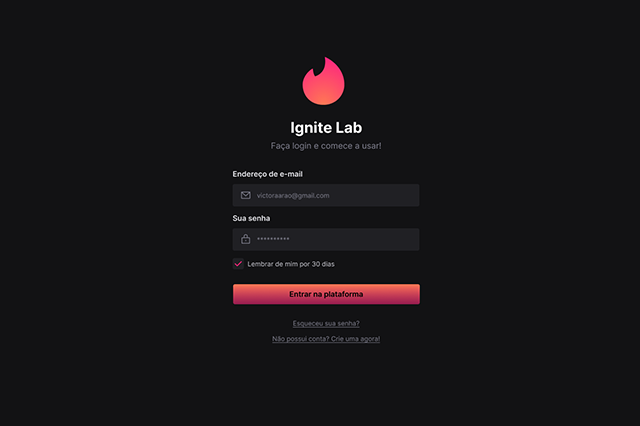 Ignite Lab
Faça login e comece a usar!
Endereço de e-mail
victoraarao@gmail.com
Sua senha
**********
Lembrar de mim por 30 dias
Entrar na plataforma
Esqueceu sua senha?
Não possui conta? Crie uma agora!